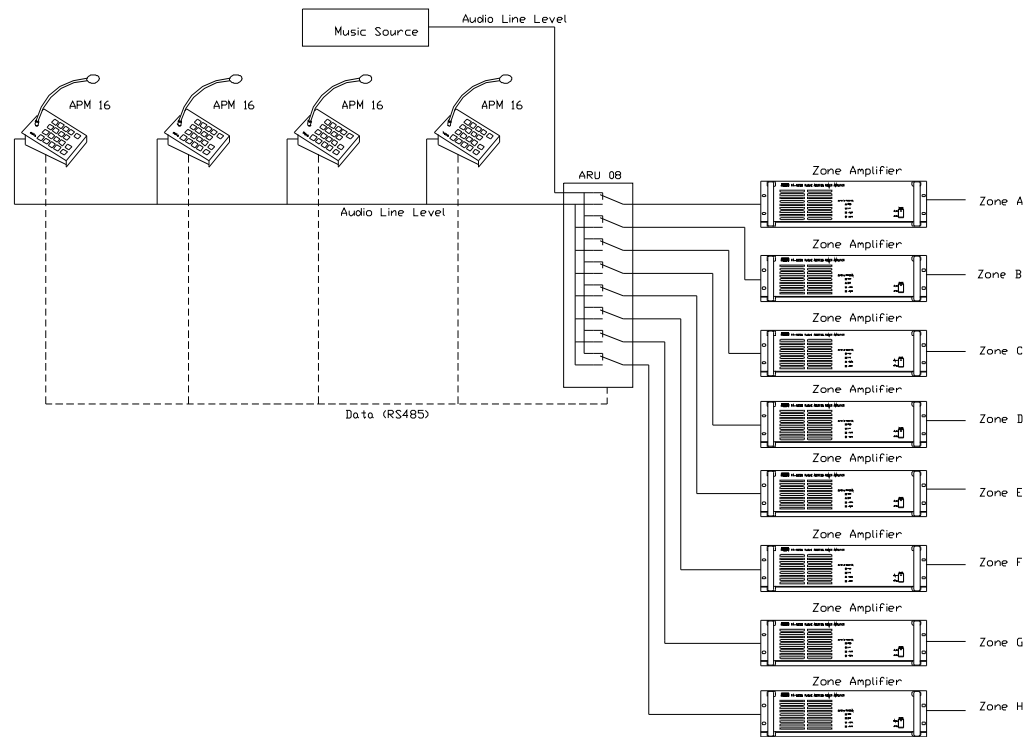 Music Source
Audio Line Level
APM 16
APM 16
APM 16
APM 16
ARU 08
Audio Line Level
Data (RS485)
Zone Amplifier
Zone A
Zone Amplifier
Zone B
Zone Amplifier
Zone C
Zone Amplifier
Zone D
Zone Amplifier
Zone E
Zone Amplifier
Zone F
Zone Amplifier
Zone G
Zone Amplifier
Zone H